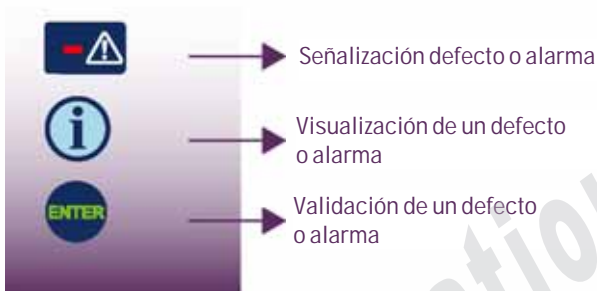 Señalización defecto o alarma
i
Visualización de un defecto
o alarma
ENTER
Validación de un defecto
o alarma